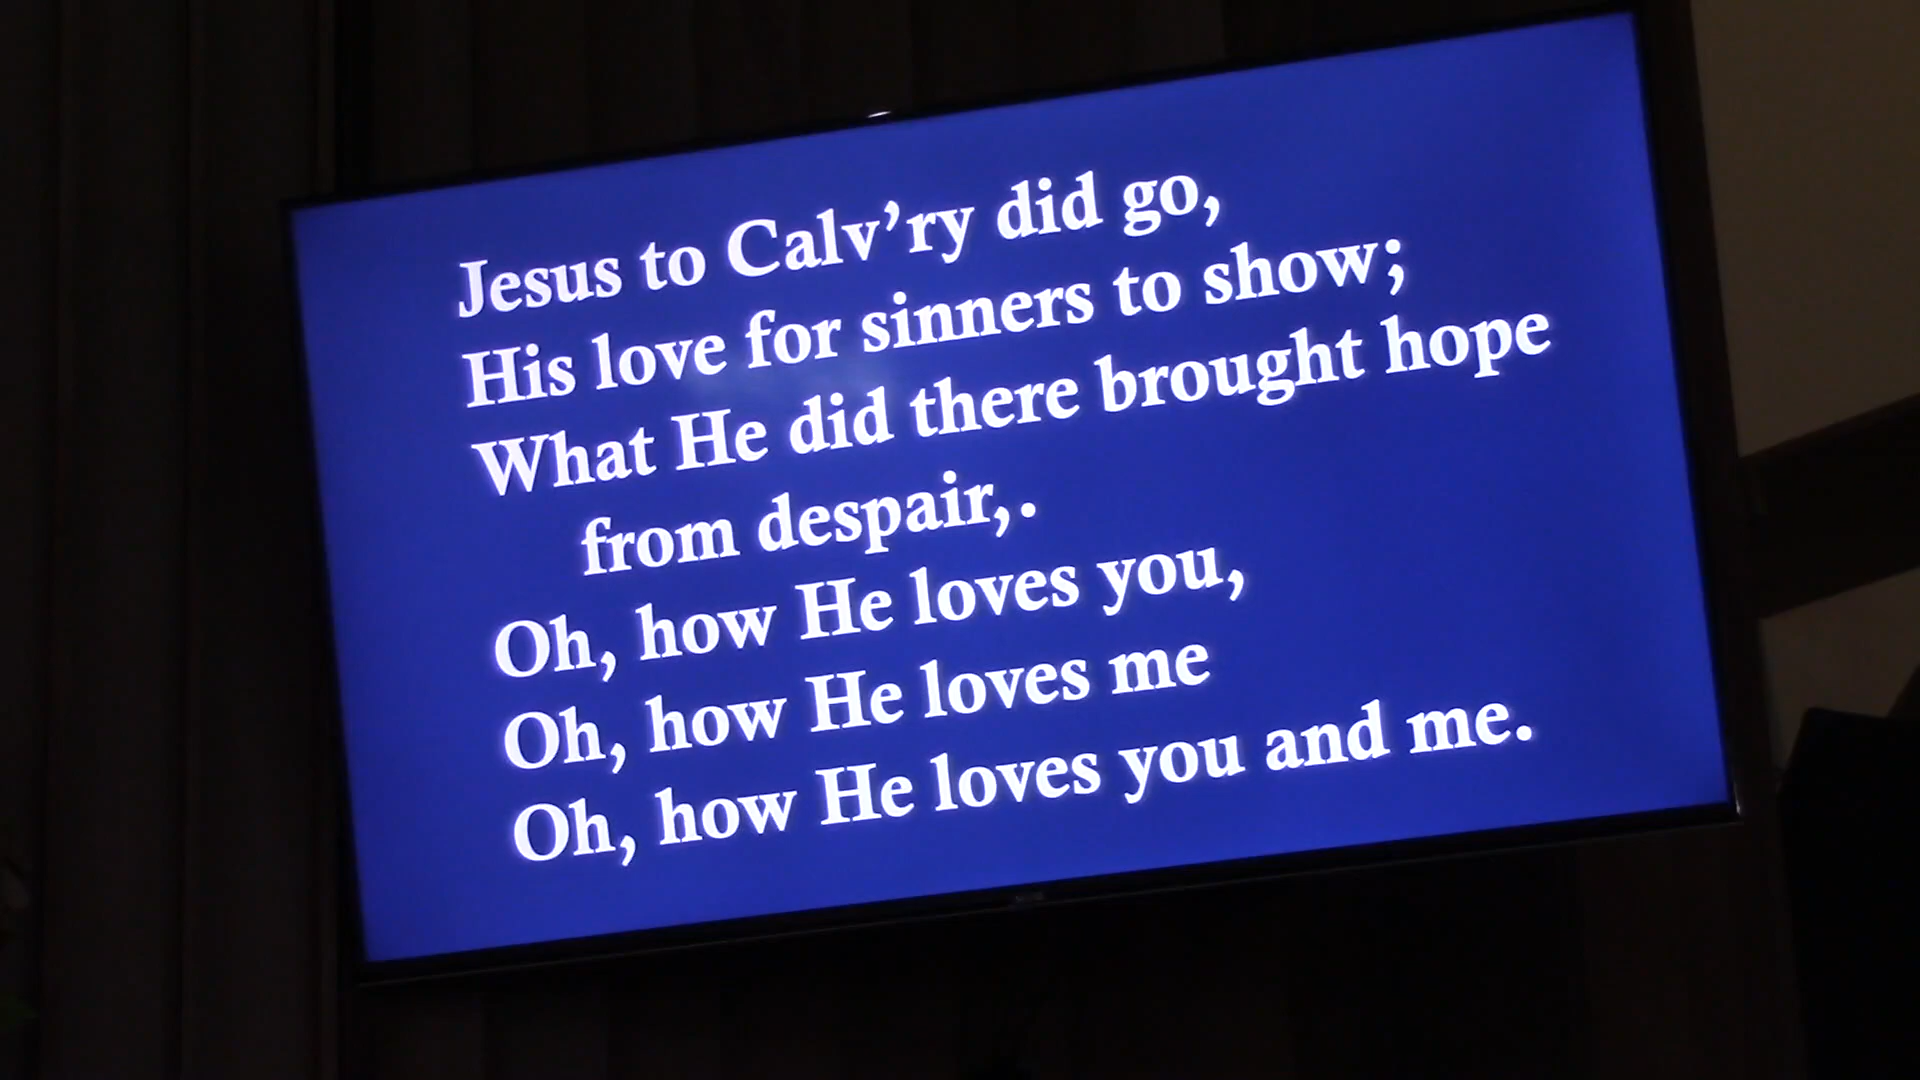 Jesus to Calv’ry did go,
His love for sinners to show;
What He did there brought hope
from despair,.
Oh, how He loves you,
Oh, how He loves me
Oh, how He loves you and me.